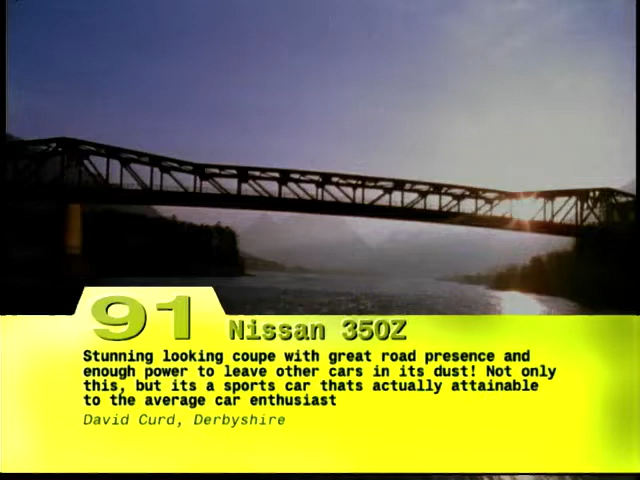 91 Nissan 350Z
Stunning looking coupe with great road presence and
enough power to leave other cars in its dust! Not only
this, but its a sports car thats actually attainable
to the average car enthusiast
David Curd, Derbyshire